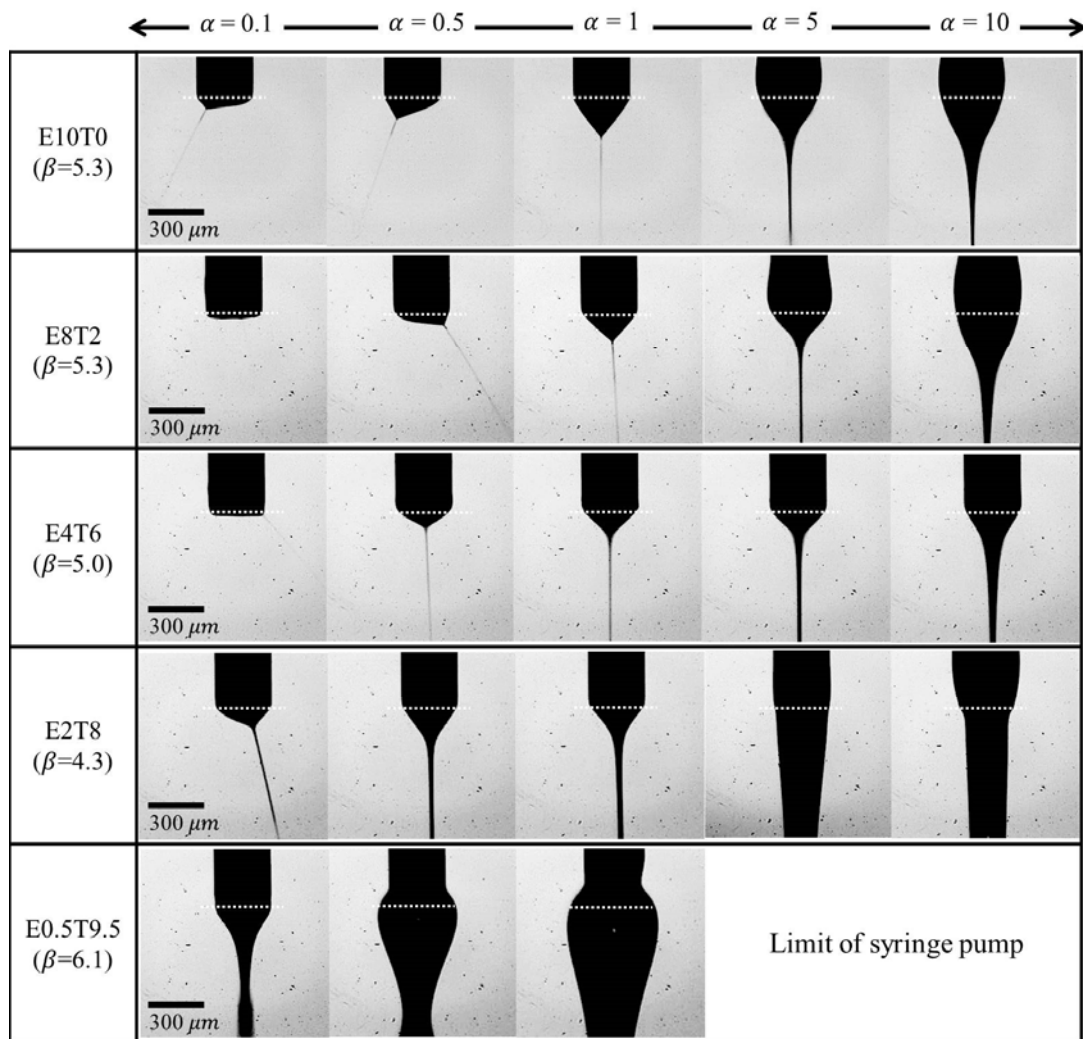 α = 0.1 α = 0.5 α = 1 α = 5 α = 10
E10T0
(β=5.3)
300 μm
E8T2
(β=5.3)
300 μm
E4T6
(β=5.0)
300 μm
E2T8
(β=4.3)
300 μm
E0.5T9.5
(β=6.1)
300 μm
Limit of syringe pump